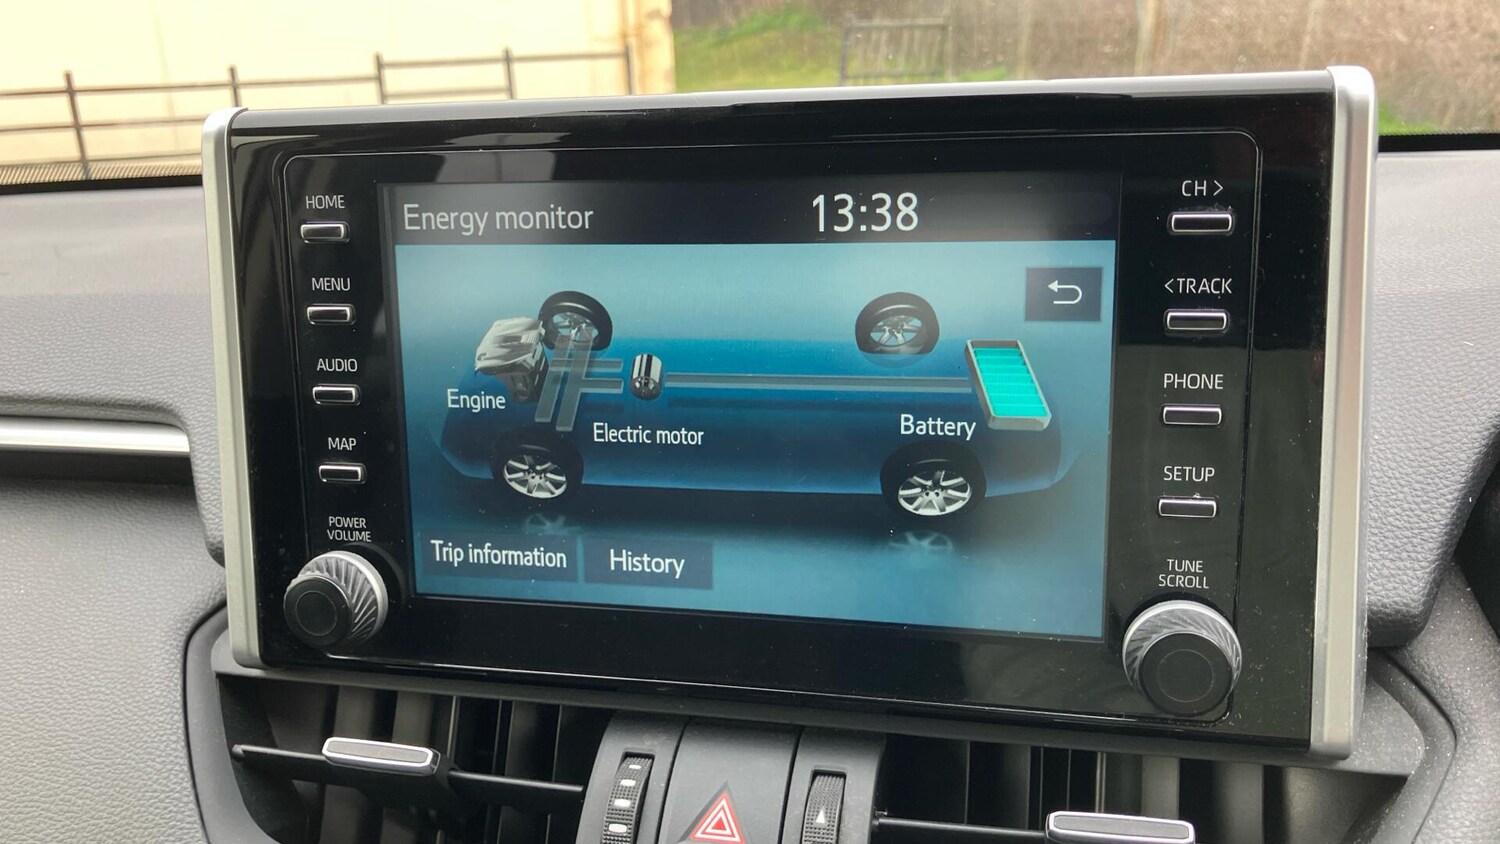 HOME
MENU
AUDIO
MAP
POWER
VOLUME
Energy monitor
13:38
Engine
Electric motor
Battery
Trip information
History
CH >
<TRACK
PHONE
SETUP
TUNE
SCROLL